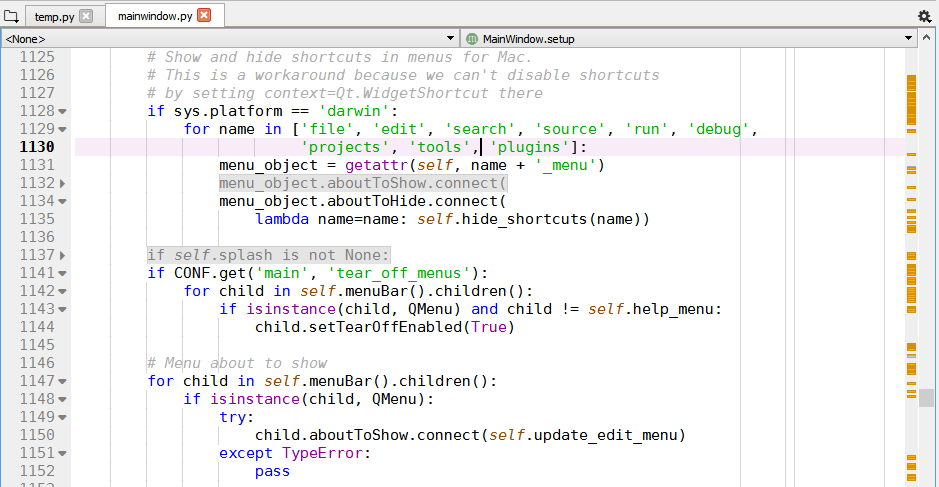 temp.py mainwindow.py
<None> MainWindow.setup
1125 # Show and hide shortcuts in menus for Mac.
1126 # This is a workaround because we can't disable shortcuts
1127 # by setting context=Qt.WidgetShortcut there
1128 if sys.platform == 'darwin':
1129 for name in ['file', 'edit', 'search', 'source', 'run', 'debug',
1130 'projects', 'tools', 'plugins']:
1131 menu_object = getattr(self, name + '_menu')
1132 menu_object.aboutToShow.connect(
1134 menu_object.aboutToHide.connect(
1135 lambda name=name: self.hide_shortcuts(name))
1136
1137 if self.splash is not None:
1141 if CONF.get('main', 'tear_off_menus'):
1142 for child in self.menuBar().children():
1143 if isinstance(child, QMenu) and child != self.help_menu:
1144 child.setTearOffEnabled(True)
1145
1146 # Menu about to show
1147 for child in self.menuBar().children():
1148 if isinstance(child, QMenu):
1149 try:
1150 child.aboutToShow.connect(self.update_edit_menu)
1151 except TypeError:
1152 pass